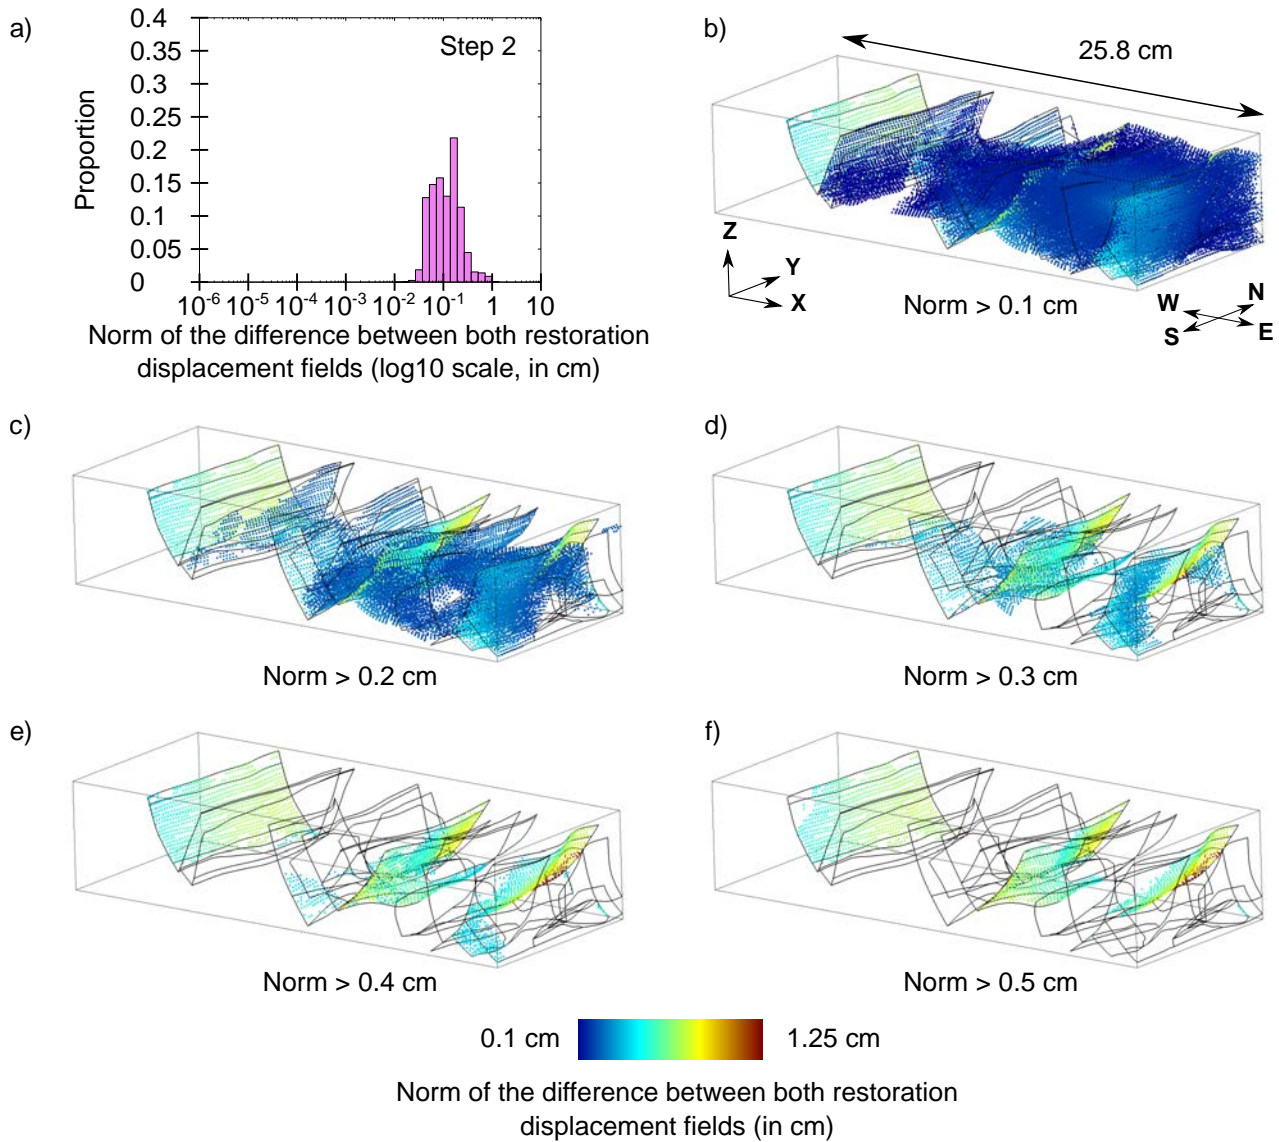 a)
0.4
0.35
0.3
0.25
0.2
0.15
0.1
0.05
0
Proportion
Step 2
10-6 10-5 10-4 10-3 10-2 10-1 1 10
Norm of the difference between both restoration
displacement fields (log10 scale, in cm)
b)
25.8 cm
Z
Y
X
Norm > 0.1 cm
W
N
S
E
c)
Norm > 0.2 cm
d)
Norm > 0.3 cm
e)
Norm > 0.4 cm
f)
Norm > 0.5 cm
0.1 cm
1.25 cm
Norm of the difference between both restoration
displacement fields (in cm)